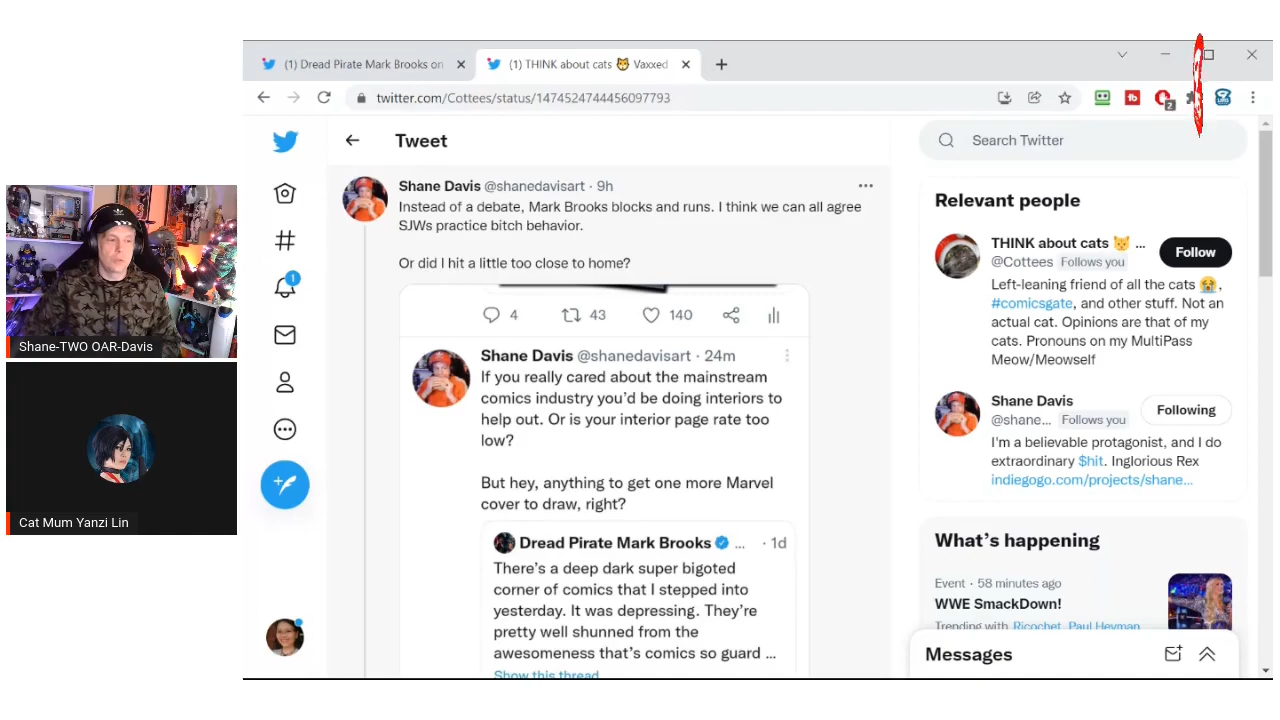 (1) Dread Pirate Mark Brooks on
(1) THINK about cats 🐱 Vaxxed
twitter.com/Cottees/status/1474524744456097793
2
Tweet
Search Twitter
Shane Davis @shanedavisart · 9h
Instead of a debate, Mark Brooks blocks and runs. I think we can all agree
SJWs practice bitch behavior.
Or did I hit a little too close to home?
4 43 140
Shane Davis @shanedavisart · 24m
If you really cared about the mainstream
comics industry you'd be doing interiors to
help out. Or is your interior page rate too
low?
But hey, anything to get one more Marvel
cover to draw, right?
Dread Pirate Mark Brooks ... · 1d
There's a deep dark super bigoted
corner of comics that I stepped into
yesterday. It was depressing. They're
pretty well shunned from the
awesomeness that's comics so guard ...
Show this thread
1
Relevant people
THINK about cats 🐱 ...
@Cottees Follows you
Follow
Left-leaning friend of all the cats 😭,
#comicsgate, and other stuff. Not an
actual cat. Opinions are that of my
cats. Pronouns on my MultiPass
Meow/Meowself
Shane Davis
@shane... Follows you
Following
I'm a believable protagonist, and I do
extraordinary $hit. Inglorious Rex
indiegogo.com/projects/shane...
What's happening
Event · 58 minutes ago
WWE SmackDown!
Trending with Ricochet, Paul Heyman
Messages
Shane-TWO OAR-Davis
Cat Mum Yanzi Lin